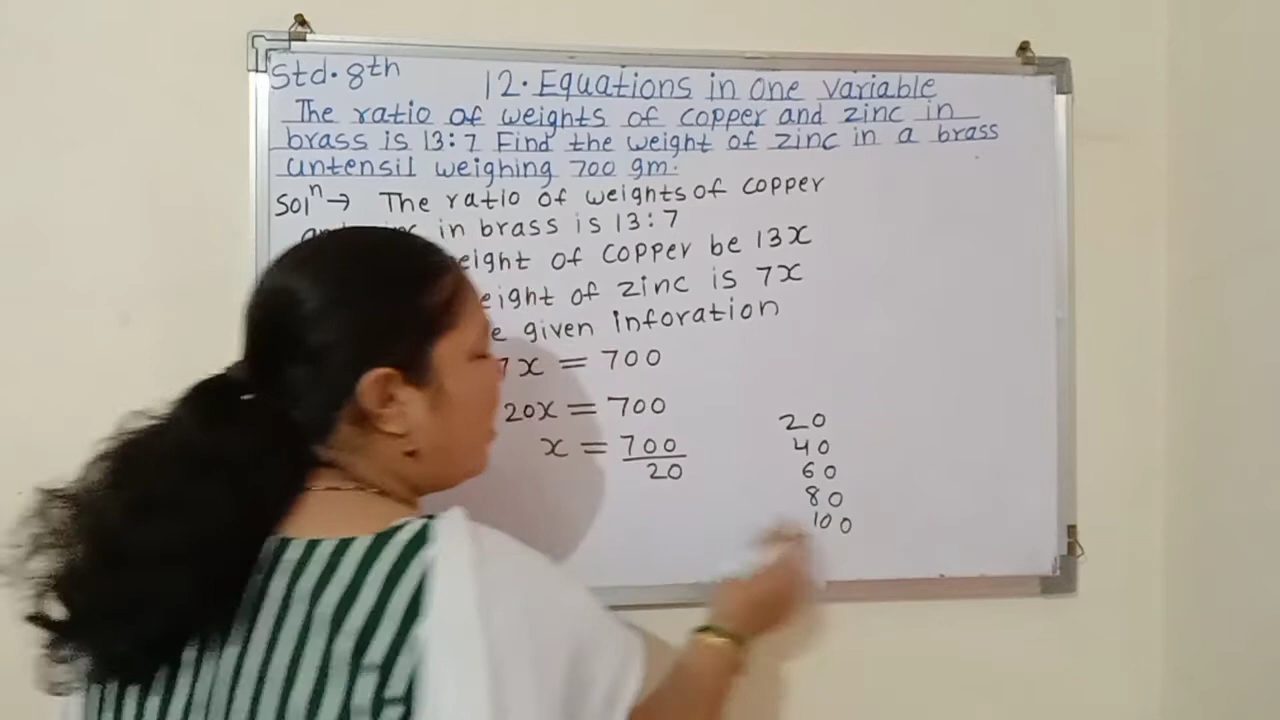 Std. 8th
12. Equations in one variable
The ratio of weights of copper and zinc in
brass is 13:7 Find the weight of zinc in a brass
untensil weighing 700 gm.
Solⁿ → The ratio of weights of copper
in brass is 13:7
of copper be 13x
of zinc is 7x
given inforation
7x = 700
20x = 700
x = 700
20
20
40
60
80
100